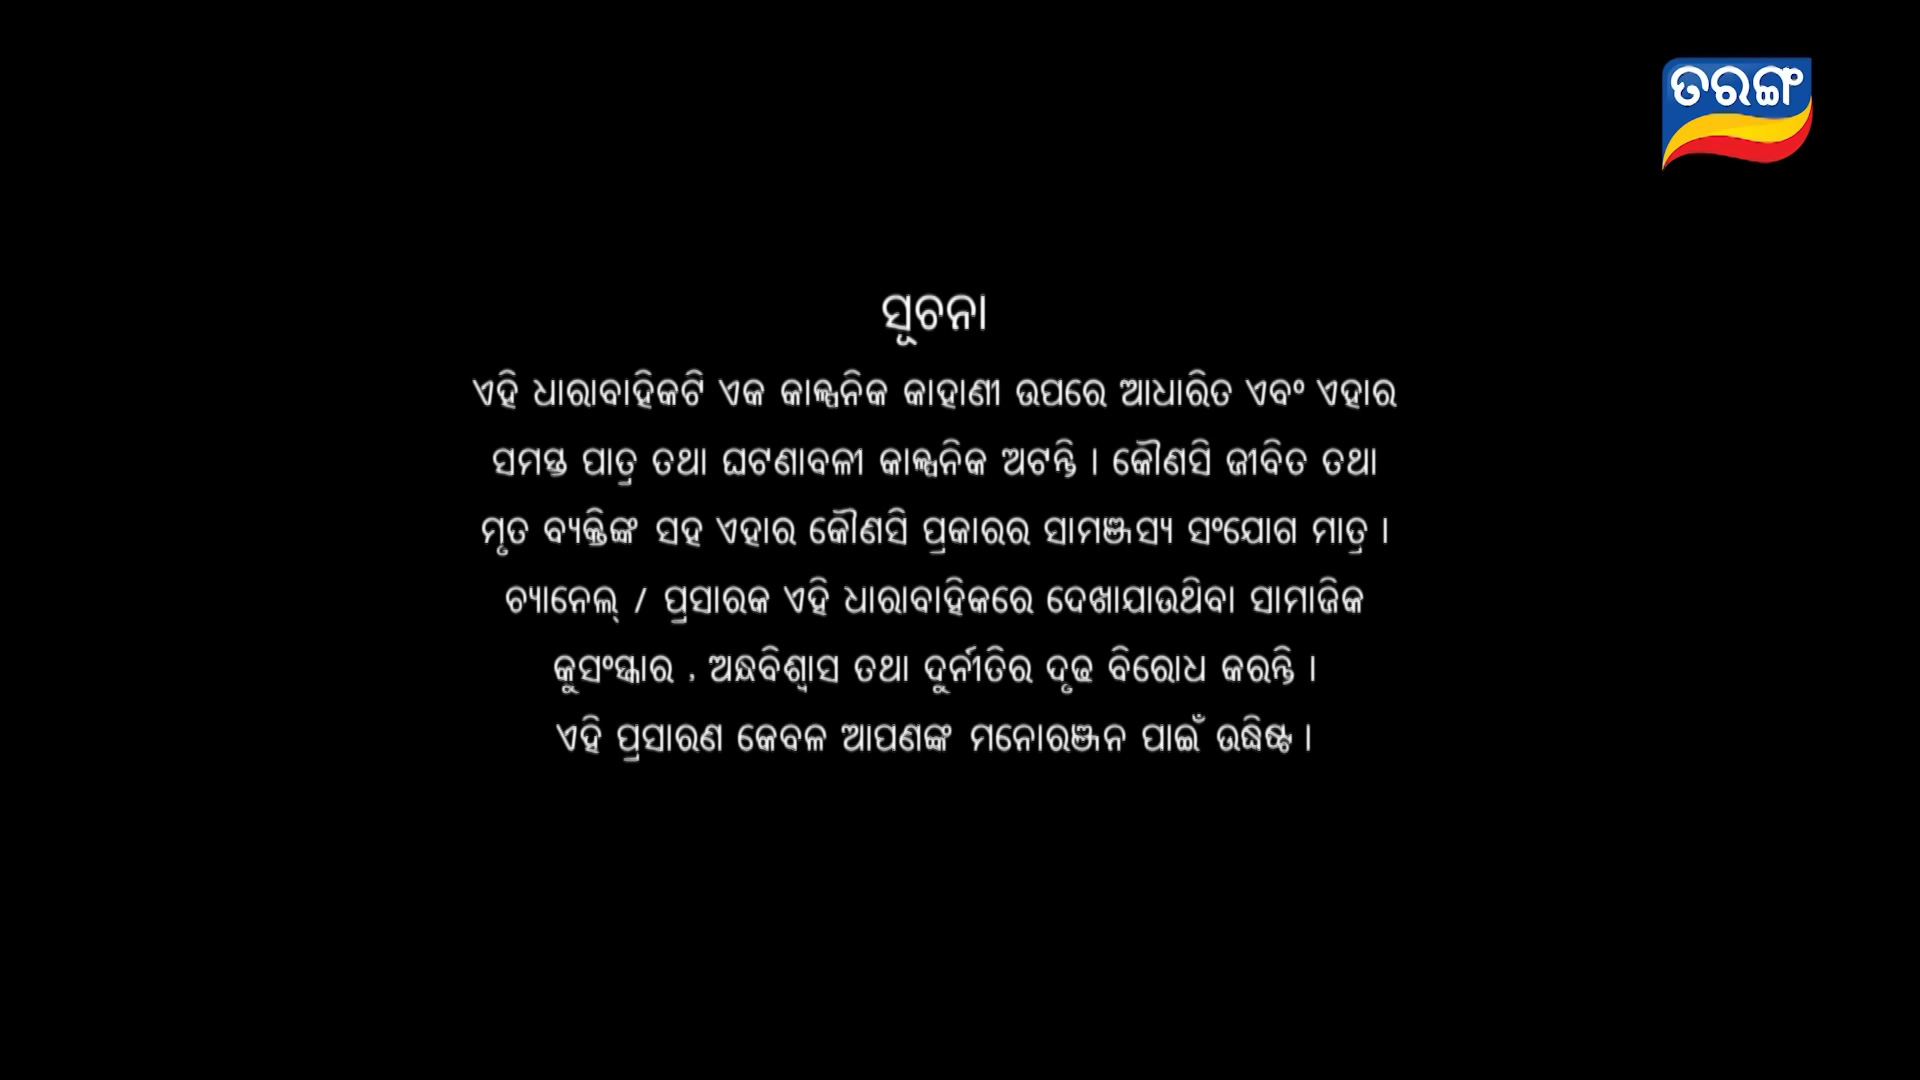 ତରଙ୍ଗ
ସୂଚନା
ଏହି ଧାରାବାହିକଟି ଏକ କାଳ୍ପନିକ କାହାଣୀ ଉପରେ ଆଧାରିତ ଏବଂ ଏହାର
ସମସ୍ତ ପାତ୍ର ତଥା ଘଟଣାବଳୀ କାଳ୍ପନିକ ଅଟନ୍ତି । କୌଣସି ଜୀବିତ ତଥା
ମୃତ ବ୍ୟକ୍ତିଙ୍କ ସହ ଏହାର କୌଣସି ପ୍ରକାରର ସାମଞ୍ଜସ୍ୟ ସଂଯୋଗ ମାତ୍ର ।
ଚ୍ୟାନେଲ୍ / ପ୍ରସାରକ ଏହି ଧାରାବାହିକରେ ଦେଖାଯାଉଥିବା ସାମାଜିକ
କୁସଂସ୍କାର , ଅନ୍ଧବିଶ୍ୱାସ ତଥା ଦୁର୍ନୀତିର ଦୃଢ ବିରୋଧ କରନ୍ତି ।
ଏହି ପ୍ରସାରଣ କେବଳ ଆପଣଙ୍କ ମନୋରଞ୍ଜନ ପାଇଁ ଉଦ୍ଧିଷ୍ଟ ।